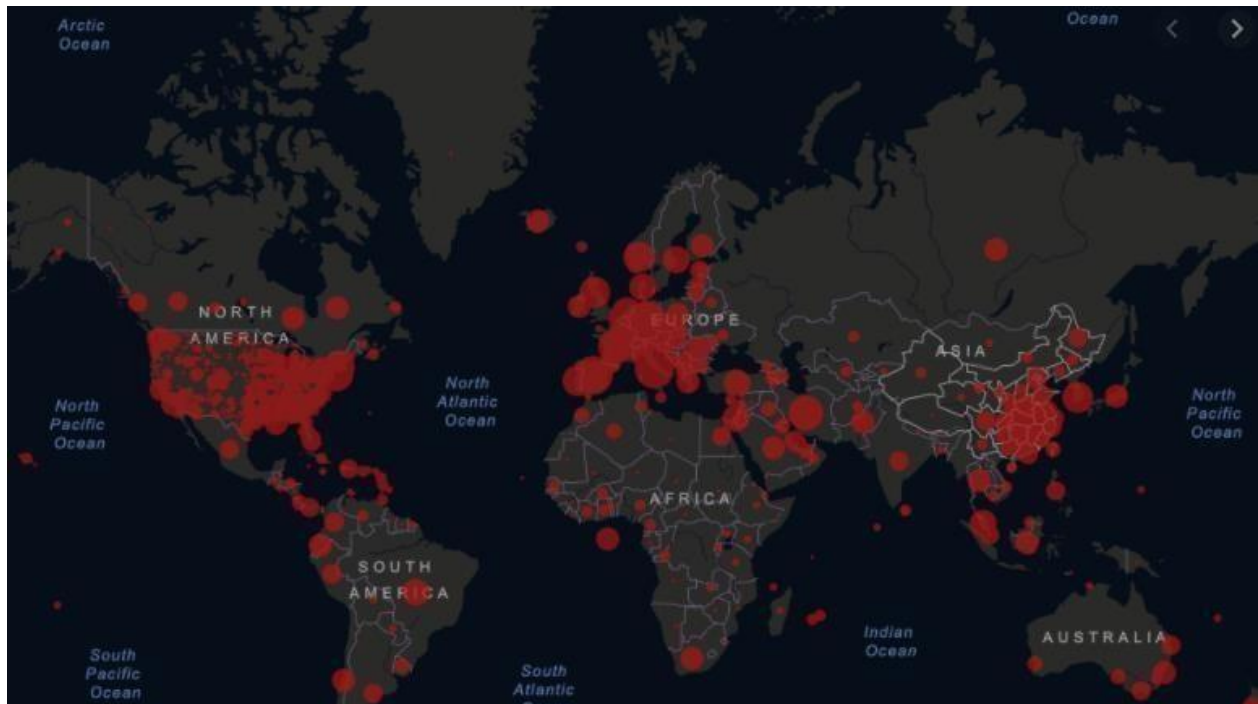 Arctic
Ocean
Ocean
NORTH
AMERICA
EUROPE
ASIA
North
Pacific
Ocean
North
Atlantic
Ocean
North
Pacific
Ocean
AFRICA
SOUTH
AMERICA
Indian
Ocean
AUSTRALIA
South
Pacific
Ocean
South
Atlantic